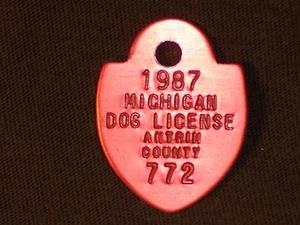 1987
MICHIGAN
DOG LICENSE
ANTRIM
COUNTY
772